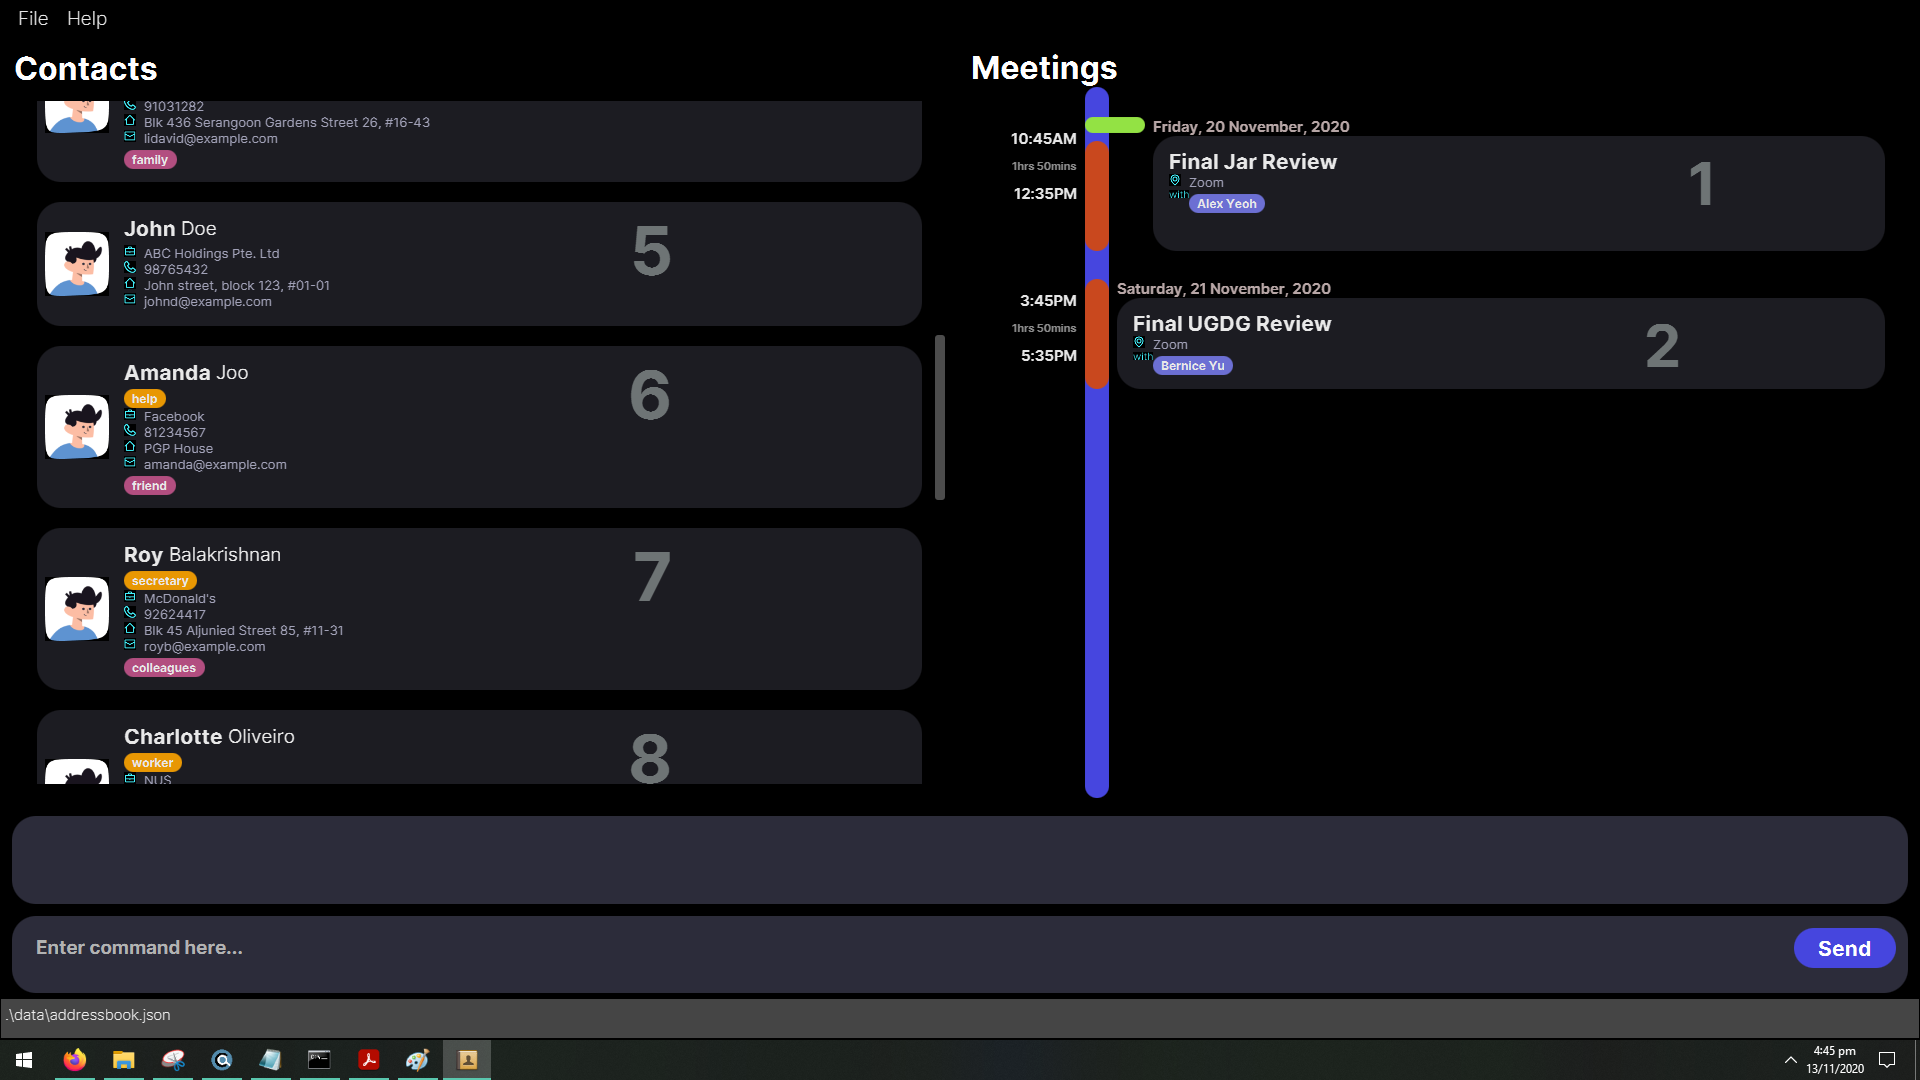 File Help
Contacts
91031282
Blk 436 Serangoon Gardens Street 26, #16-43
lidavid@example.com
family
John Doe
5
ABC Holdings Pte. Ltd
98765432
John street, block 123, #01-01
johnd@example.com
Amanda Joo
6
help
Facebook
81234567
PGP House
amanda@example.com
friend
Roy Balakrishnan
7
secretary
McDonald's
92624417
Blk 45 Aljunied Street 85, #11-31
royb@example.com
colleagues
Charlotte Oliveiro
8
worker
NUS
Meetings
Friday, 20 November, 2020
10:45AM
1hrs 50mins
12:35PM
Final Jar Review
1
Zoom
with
Alex Yeoh
Saturday, 21 November, 2020
3:45PM
1hrs 50mins
5:35PM
Final UGDG Review
2
Zoom
with
Bernice Yu
Enter command here...
Send
.\data\addressbook.json
4:45 pm
13/11/2020